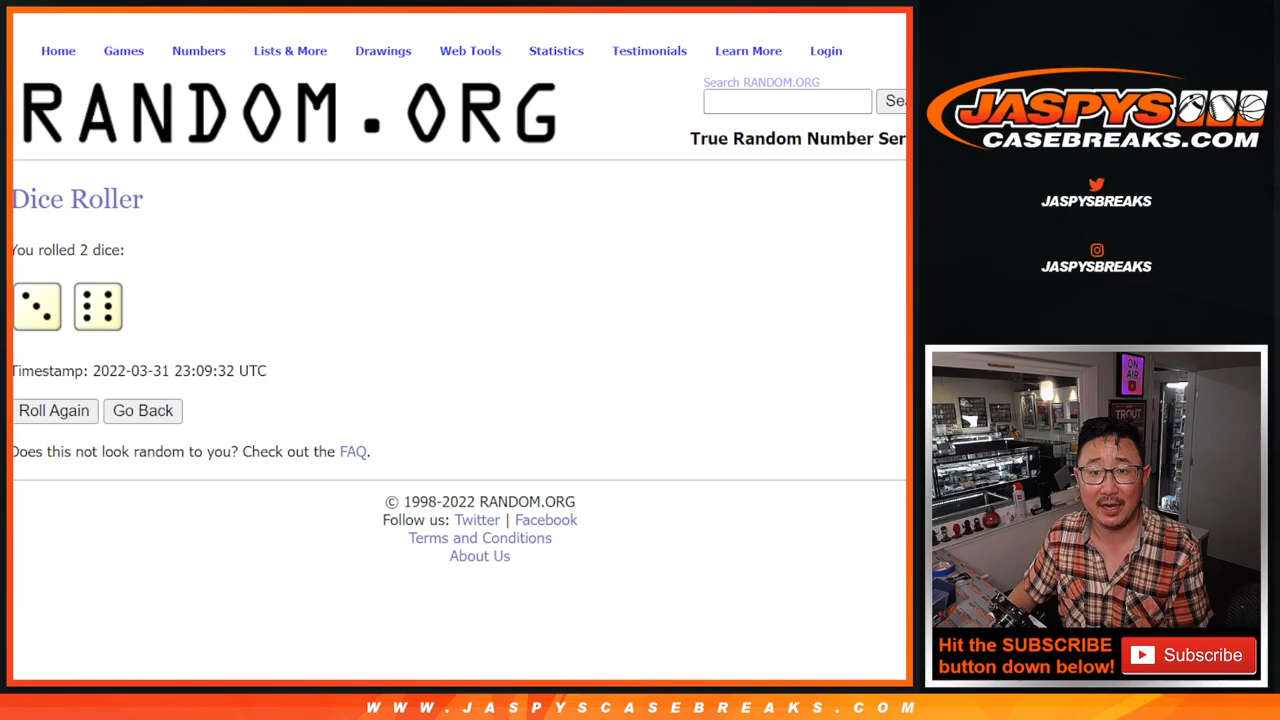 Home Games Numbers Lists & More Drawings Web Tools Statistics Testimonials Learn More Login
RANDOM.ORG
Search RANDOM.ORG
True Random Number Ser
Dice Roller
You rolled 2 dice:
Timestamp: 2022-03-31 23:09:32 UTC
Roll Again Go Back
Does this not look random to you? Check out the FAQ.
© 1998-2022 RANDOM.ORG
Follow us: Twitter | Facebook
Terms and Conditions
About Us
JASPYS
CASEBREAKS.COM
JASPYSBREAKS
JASPYSBREAKS
ON AIR
TROUT
Hit the SUBSCRIBE
button down below!
Subscribe
WWW.JASPYSCASEBREAKS.COM